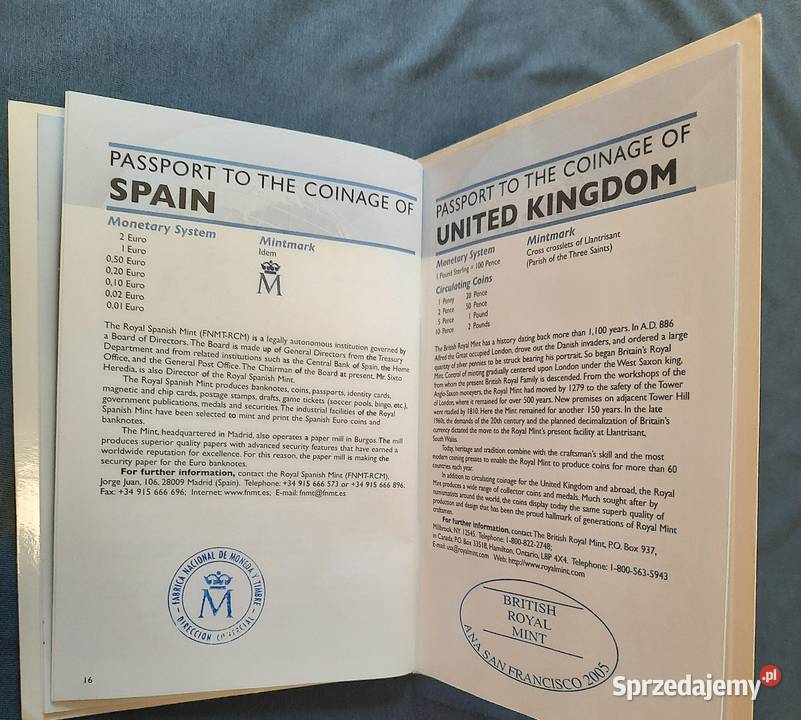 PASSPORT TO THE COINAGE OF
SPAIN
Monetary System
2 Euro
1 Euro
0,50 Euro
0,20 Euro
0,10 Euro
0,02 Euro
0,01 Euro
Mintmark
Idem
M
The Royal Spanish Mint (FNMT-RCM) is a legally autonomous institution governed by
a Board of Directors. The Board is made up of General Directors from the Treasury
Department and from related institutions such as the Central Bank of Spain, the Home
Office, and the General Post Office. The Chairman of the Board at present, Mr. Sixto
Heredia, is also Director of the Royal Spanish Mint.
The Royal Spanish Mint produces banknotes, coins, passports, identity cards,
magnetic and chip cards, postage stamps, drafts, game tickets (soccer pools, bingo, etc.),
government publications, medals and securities. The industrial facilities of the Royal
Spanish Mint have been selected to mint and print the Spanish Euro coins and
banknotes.
The Mint, headquartered in Madrid, also operates a paper mill in Burgos. The mill
produces superior quality papers with advanced security features that have earned a
worldwide reputation for excellence. For this reason, the paper mill is making the
security paper for the Euro banknotes.
For further information, contact the Royal Spanish Mint (FNMT-RCM),
Jorge Juan, 106, 28009 Madrid (Spain). Telephone: +34 915 666 573 or +34 915 666 896;
Fax: +34 915 666 696; Internet: www.fnmt.es; E-mail: fnmt@fnmt.es
FABRICA NACIONAL DE MONEDA Y TIMBRE
M
DIRECCION COMERCIAL
16
PASSPORT TO THE COINAGE OF
UNITED KINGDOM
Monetary System
1 Pound Sterling = 100 Pence
Circulating Coins
1 Penny 20 Pence
2 Pence 50 Pence
5 Pence 1 Pound
10 Pence 2 Pounds
Mintmark
Cross crosslets of Llantrisant
(Parish of the Three Saints)
The British Royal Mint has a history dating back more than 1,100 years. In A.D. 886
Alfred the Great occupied London, drove out the Danish invaders, and ordered a large
quantity of silver pennies to be struck bearing his portrait. So began Britain's Royal
Mint. Control of minting gradually centered upon London under the West Saxon king,
from whom the present British Royal Family is descended. From the workshops of the
Anglo-Saxon moneyers, the Royal Mint had moved by 1279 to the safety of the Tower
of London, where it remained for over 500 years. New premises on adjacent Tower Hill
were readied by 1810. Here the Mint remained for another 150 years. In the late
1960s, the demands of the 20th century and the planned decimalization of Britain's
currency dictated the move to the Royal Mint's present facility at Llantrisant,
South Wales.
Today, heritage and tradition combine with the craftsman's skill and the most
modern coining presses to enable the Royal Mint to produce coins for more than 60
countries each year.
In addition to circulating coinage for the United Kingdom and abroad, the Royal
Mint produces a wide range of collector coins and medals. Much sought after by
numismatists around the world, the coins display today the same superb quality of
production and design that has been the proud hallmark of generations of Royal Mint
craftsmen.
For further information, contact The British Royal Mint, P.O. Box 937,
Millbrook, NY 12545. Telephone: 1-800-822-2748;
in Canada, P.O. Box 33518, Hamilton, Ontario, L8P 4X4. Telephone: 1-800-563-5943
E-mail: usa@royalmint.com Web: http://www.royalmint.com
BRITISH
ROYAL
MINT
ANA SAN FRANCISCO 2005
Sprzedajemy.pl